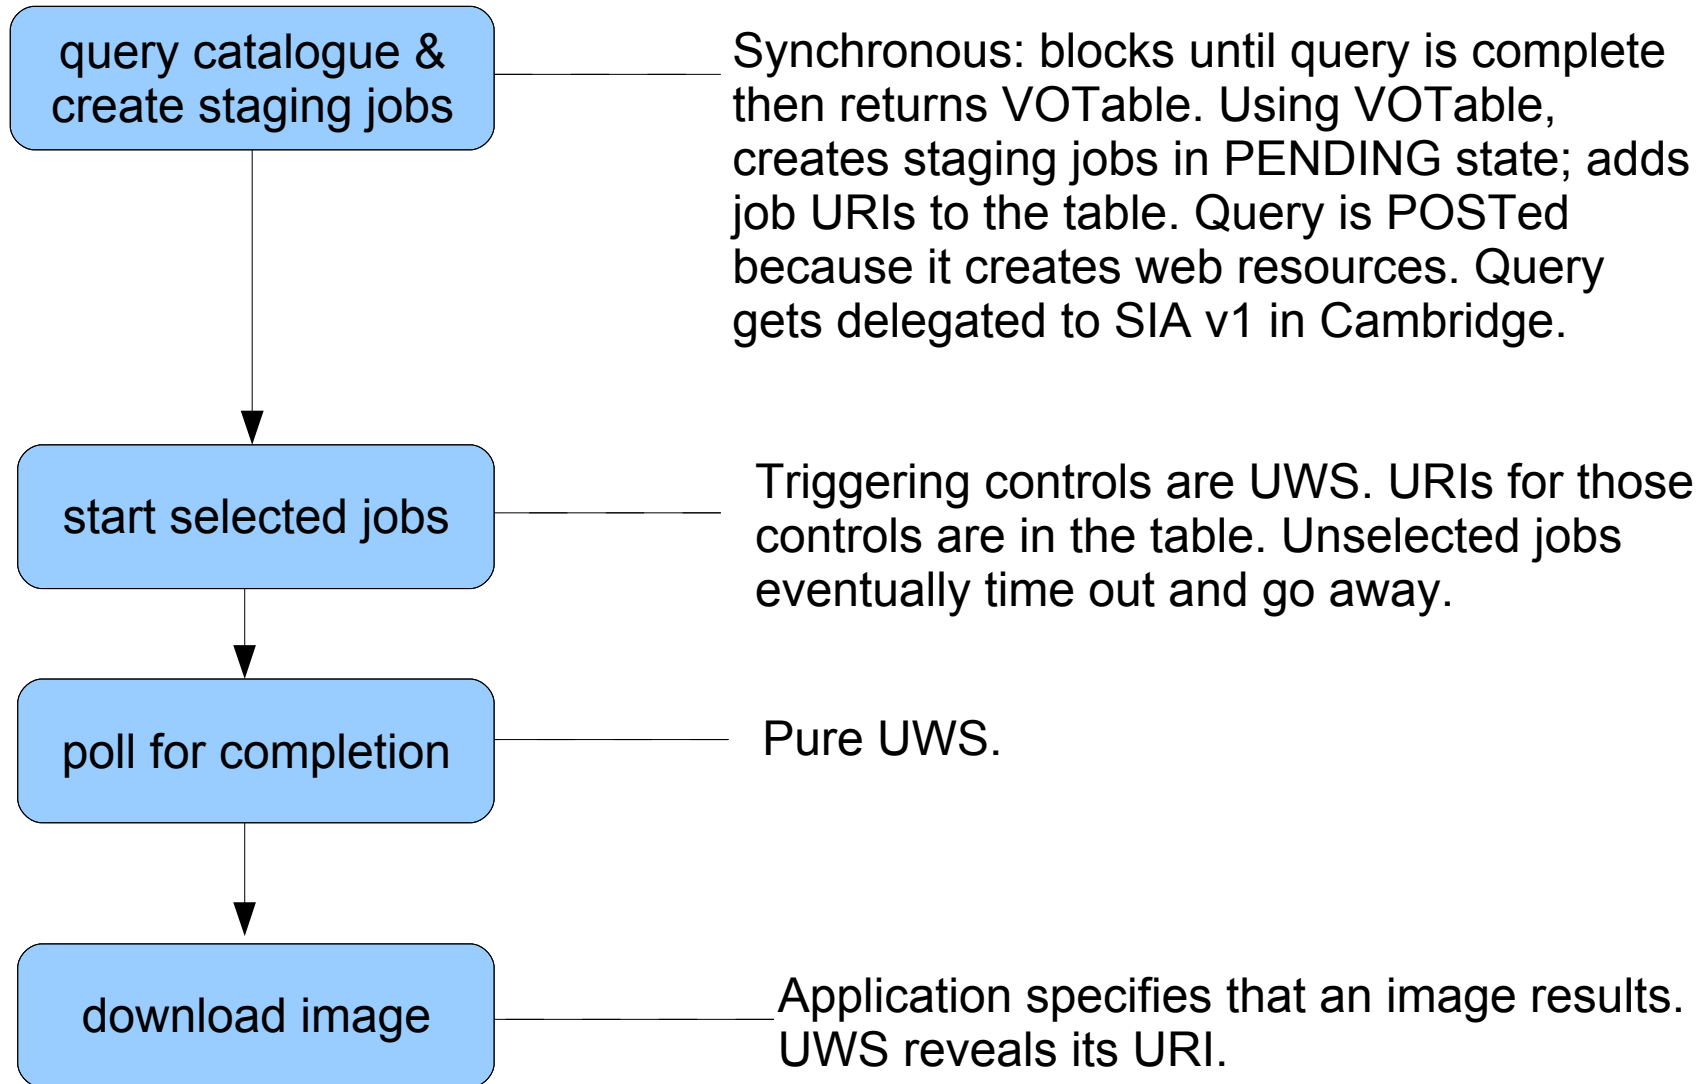 query catalogue &
create staging jobs
Synchronous: blocks until query is complete
then returns VOTable. Using VOTable,
creates staging jobs in PENDING state; adds
job URIs to the table. Query is POSTed
because it creates web resources. Query
gets delegated to SIA v1 in Cambridge.
start selected jobs
Triggering controls are UWS. URIs for those
controls are in the table. Unselected jobs
eventually time out and go away.
poll for completion
Pure UWS.
download image
Application specifies that an image results.
UWS reveals its URI.